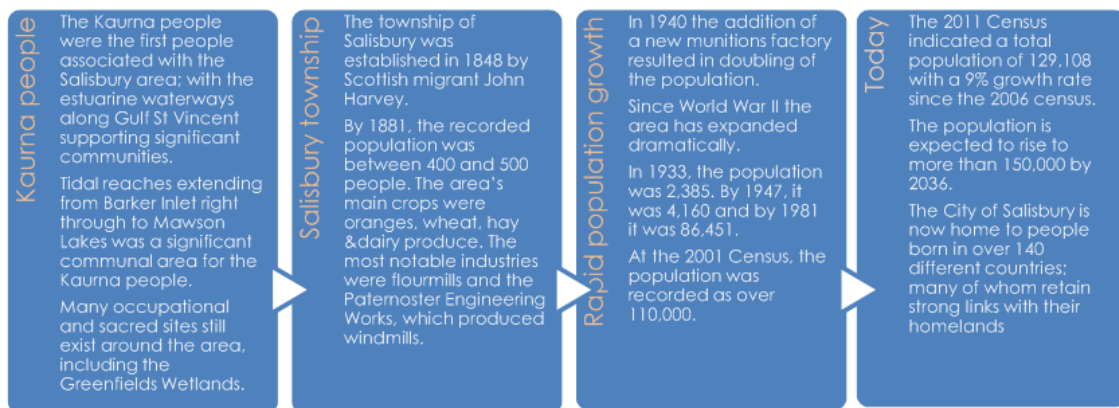 Kaurna people
The Kaurna people
were the first people
associated with the
Salisbury area; with the
estuarine waterways
along Gulf St Vincent
supporting significant
communities.
Tidal reaches extending
from Barker Inlet right
through to Mawson
Lakes was a significant
communal area for the
Kaurna people.
Many occupational
and sacred sites still
exist around the area,
including the
Greenfields Wetlands.
Salisbury township
The township of
Salisbury was
established in 1848 by
Scottish migrant John
Harvey.
By 1881, the recorded
population was
between 400 and 500
people. The area's
main crops were
oranges, wheat, hay
&dairy produce. The
most notable industries
were flourmills and the
Paternoster Engineering
Works, which produced
windmills.
Rapid population growth
In 1940 the addition of
a new munitions factory
resulted in doubling of
the population.
Since World War II the
area has expanded
dramatically.
In 1933, the population
was 2,385. By 1947, it
was 4,160 and by 1981
it was 86,451.
At the 2001 Census, the
population was
recorded as over
110,000.
Today
The 2011 Census
indicated a total
population of 129,108
with a 9% growth rate
since the 2006 census.
The population is
expected to rise to
more than 150,000 by
2036.
The City of Salisbury is
now home to people
born in over 140
different countries;
many of whom retain
strong links with their
homelands